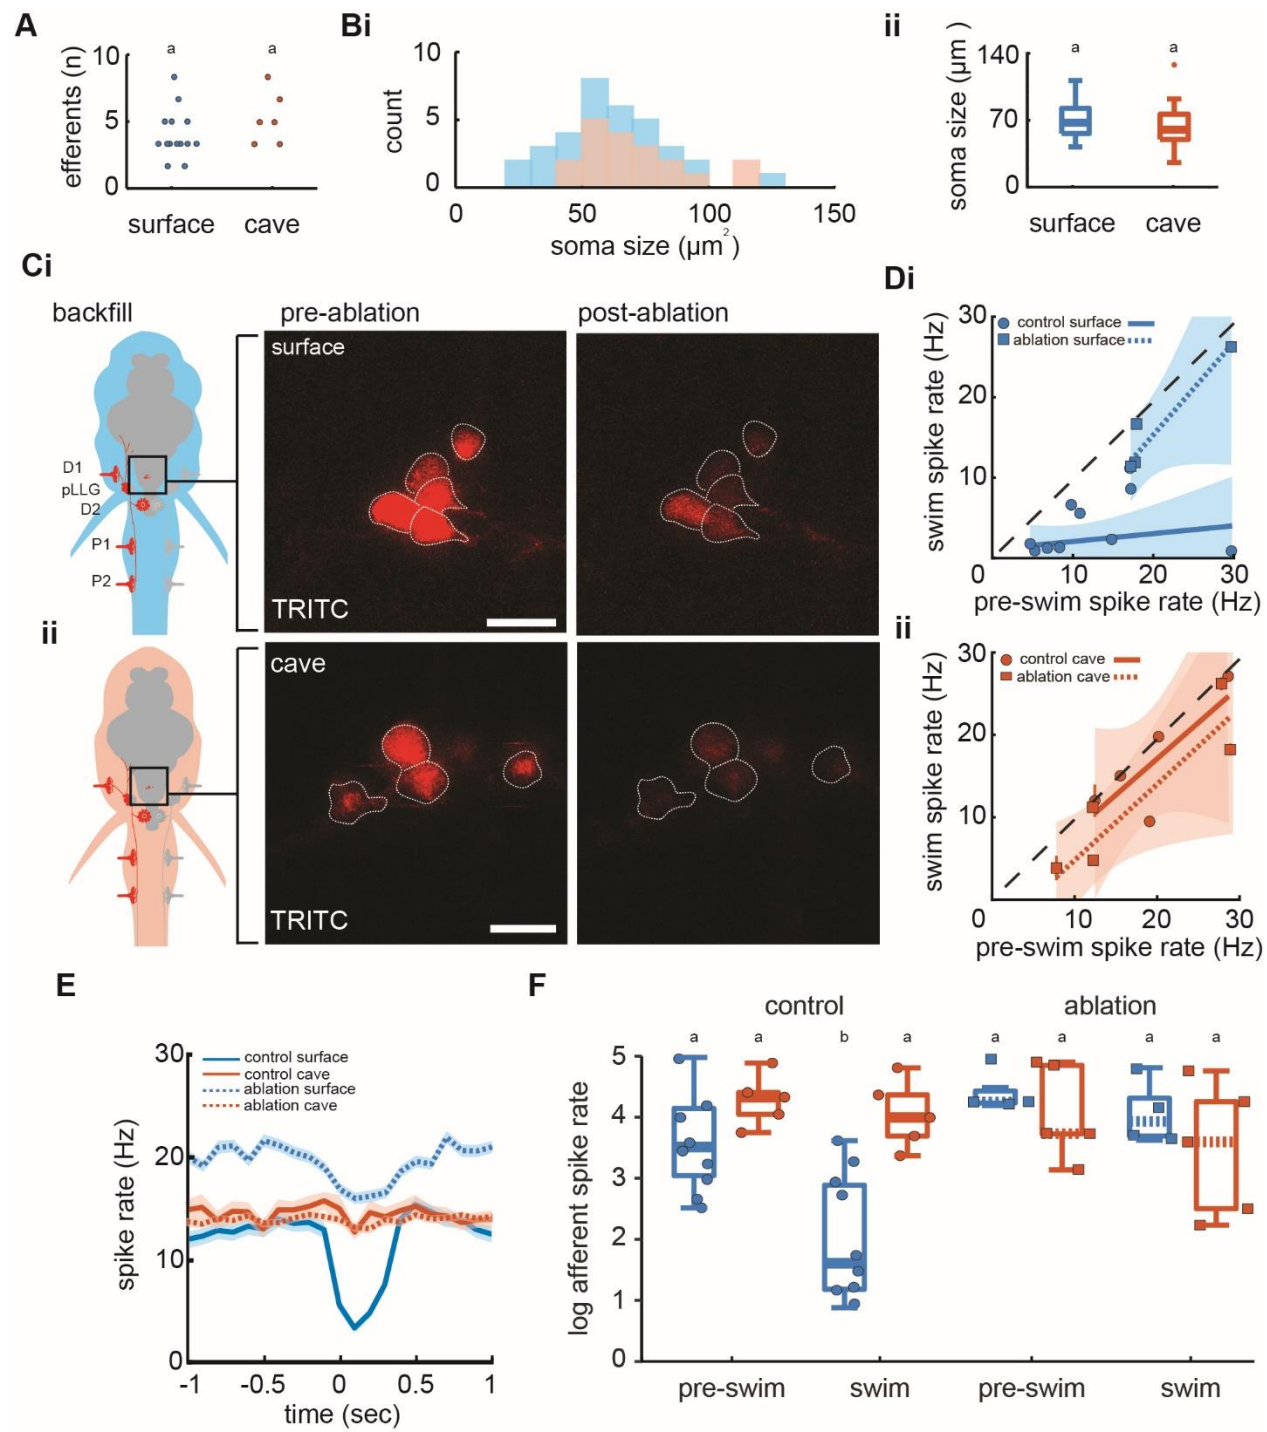 A
efferents (n)
10
5
0
a
a
surface
cave
Bi
count
10
5
0
0
50
100
150
soma size (µm²)
ii
soma size (µm )
140
70
0
a
a
surface
cave
Ci
backfill
pre-ablation
post-ablation
D1
pLLG
D2
P1
P2
surface
TRITC
ii
cave
TRITC
Di
swim spike rate (Hz)
30
20
10
control surface
ablation surface
0
10
20
30
pre-swim spike rate (Hz)
ii
swim spike rate (Hz)
30
20
10
control cave
ablation cave
0
10
20
30
pre-swim spike rate (Hz)
E
spike rate (Hz)
30
20
10
0
control surface
control cave
ablation surface
ablation cave
-1
-0.5
0
0.5
1
time (sec)
F
control
ablation
a
a
b
a
a
a
a
a
log afferent spike rate
5
4
3
2
1
0
pre-swim
swim
pre-swim
swim